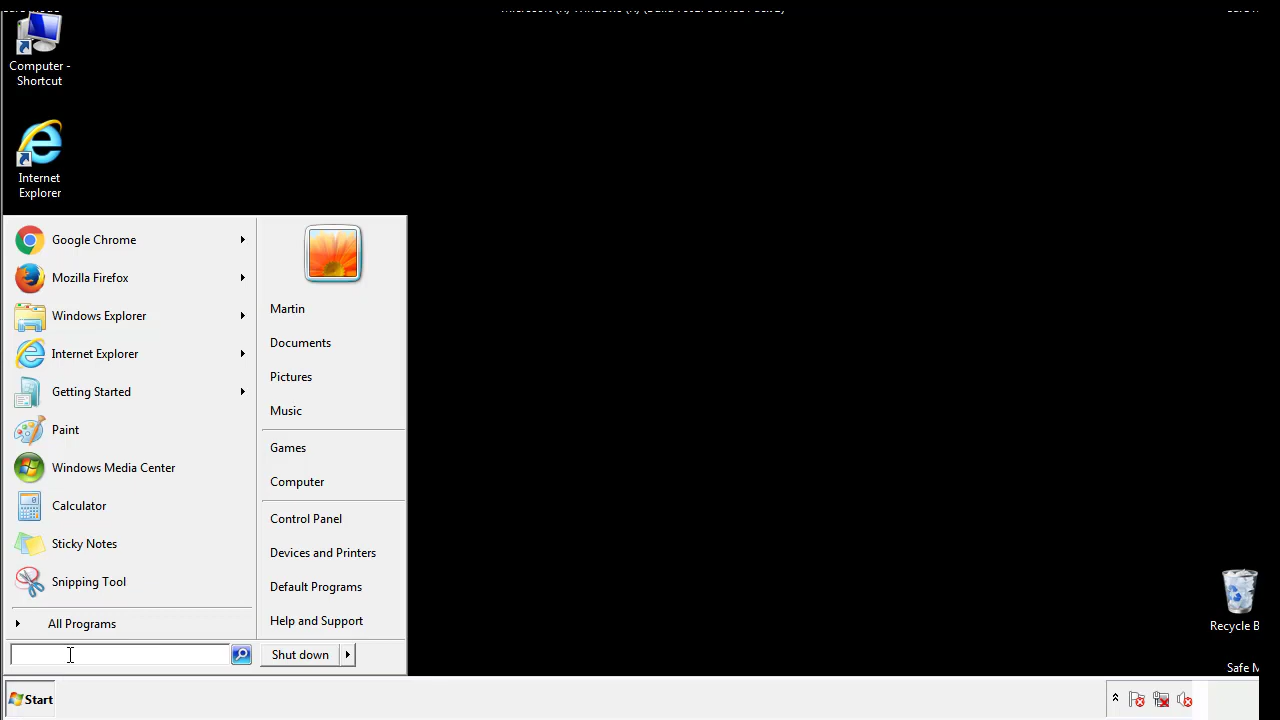 Computer -
Shortcut
Internet
Explorer
Google Chrome
Mozilla Firefox
Windows Explorer
Internet Explorer
Getting Started
Paint
Windows Media Center
Calculator
Sticky Notes
Snipping Tool
All Programs
Martin
Documents
Pictures
Music
Games
Computer
Control Panel
Devices and Printers
Default Programs
Help and Support
Shut down
Recycle B
Safe M
Start